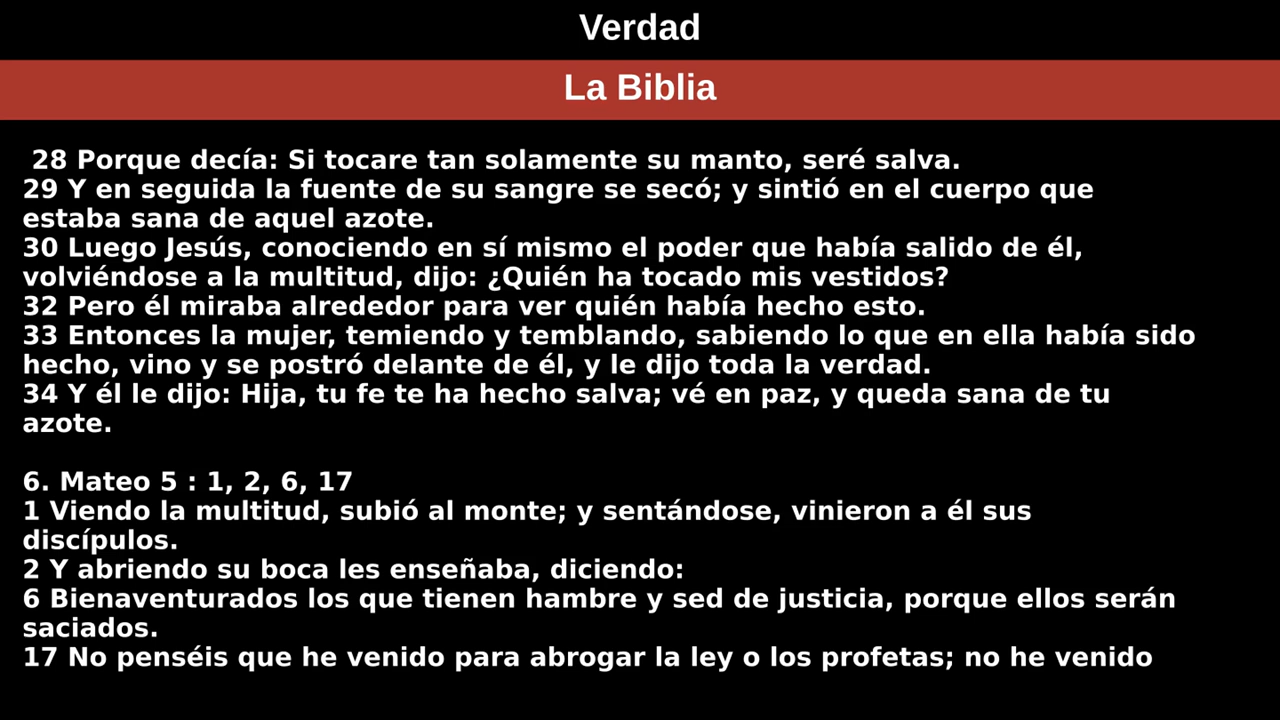 Verdad
La Biblia
28 Porque decía: Si tocare tan solamente su manto, seré salva.
29 Y en seguida la fuente de su sangre se secó; y sintió en el cuerpo que
estaba sana de aquel azote.
30 Luego Jesús, conociendo en sí mismo el poder que había salido de él,
volviéndose a la multitud, dijo: ¿Quién ha tocado mis vestidos?
32 Pero él miraba alrededor para ver quién había hecho esto.
33 Entonces la mujer, temiendo y temblando, sabiendo lo que en ella había sido
hecho, vino y se postró delante de él, y le dijo toda la verdad.
34 Y él le dijo: Hija, tu fe te ha hecho salva; vé en paz, y queda sana de tu
azote.
6. Mateo 5 : 1, 2, 6, 17
1 Viendo la multitud, subió al monte; y sentándose, vinieron a él sus
discípulos.
2 Y abriendo su boca les enseñaba, diciendo:
6 Bienaventurados los que tienen hambre y sed de justicia, porque ellos serán
saciados.
17 No penséis que he venido para abrogar la ley o los profetas; no he venido